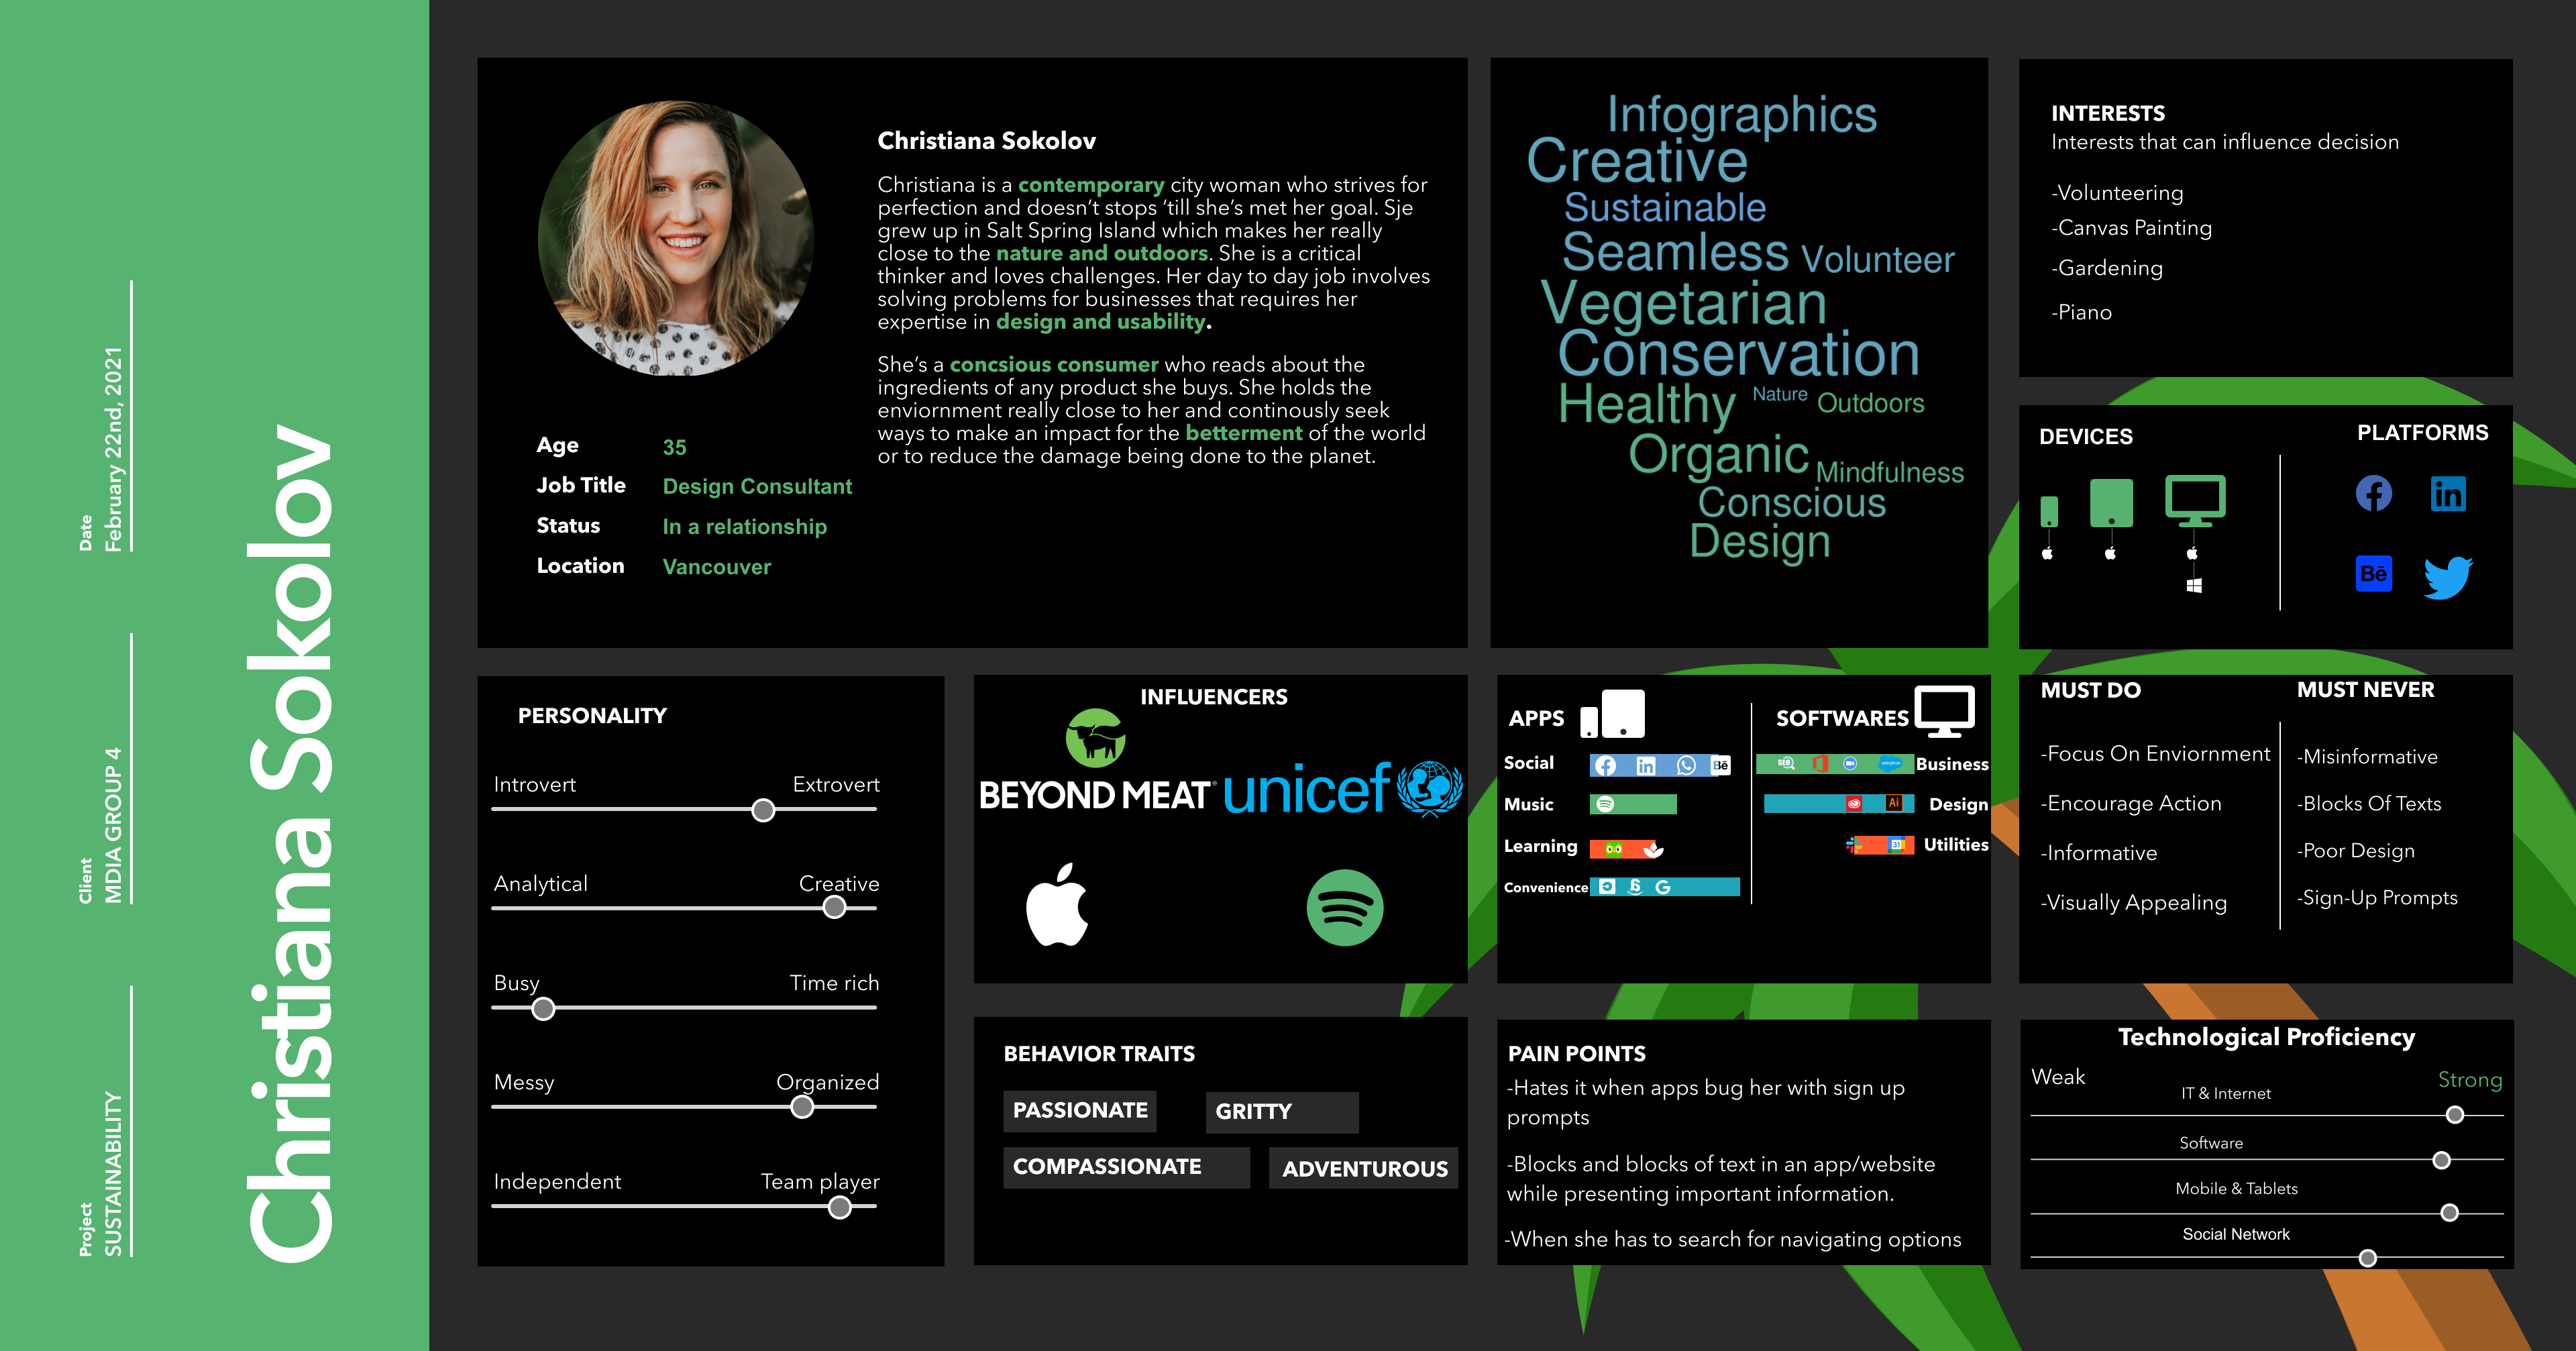 Christiana Sokolov
Project
SUSTAINABILITY
Client
MDIA GROUP 4
Date
February 22nd, 2021
Christiana Sokolov
Christiana is a contemporary city woman who strives for
perfection and doesn't stops ‘till she's met her goal. Sje
grew up in Salt Spring Island which makes her really
close to the nature and outdoors. She is a critical
thinker and loves challenges. Her day to day job involves
solving problems for businesses that requires her
expertise in design and usability.
She's a concsious consumer who reads about the
ingredients of any product she buys. She holds the
enviornment really close to her and continously seek
ways to make an impact for the betterment of the world
or to reduce the damage being done to the planet.
Age 35
Job Title Design Consultant
Status In a relationship
Location Vancouver
Infographics
Creative
Sustainable
Seamless Volunteer
Vegetarian
Conservation
Healthy Nature Outdoors
Organic Mindfulness
Conscious
Design
INTERESTS
Interests that can influence decision
-Volunteering
-Canvas Painting
-Gardening
-Piano
DEVICES
PLATFORMS
in
Bē
PERSONALITY
Introvert Extrovert
Analytical Creative
Busy Time rich
Messy Organized
Independent Team player
INFLUENCERS
BEYOND MEAT
unicef
BEHAVIOR TRAITS
PASSIONATE GRITTY
COMPASSIONATE ADVENTUROUS
APPS
Social
in
Bē
Music
Learning
Convenience
G
SOFTWARES
SEO
salesforce
Business
Ai
Design
31
Utilities
MUST DO
-Focus On Enviornment
-Encourage Action
-Informative
-Visually Appealing
MUST NEVER
-Misinformative
-Blocks Of Texts
-Poor Design
-Sign-Up Prompts
PAIN POINTS
-Hates it when apps bug her with sign up
prompts
-Blocks and blocks of text in an app/website
while presenting important information.
-When she has to search for navigating options
Technological Proficiency
Weak Strong
IT & Internet
Software
Mobile & Tablets
Social Network